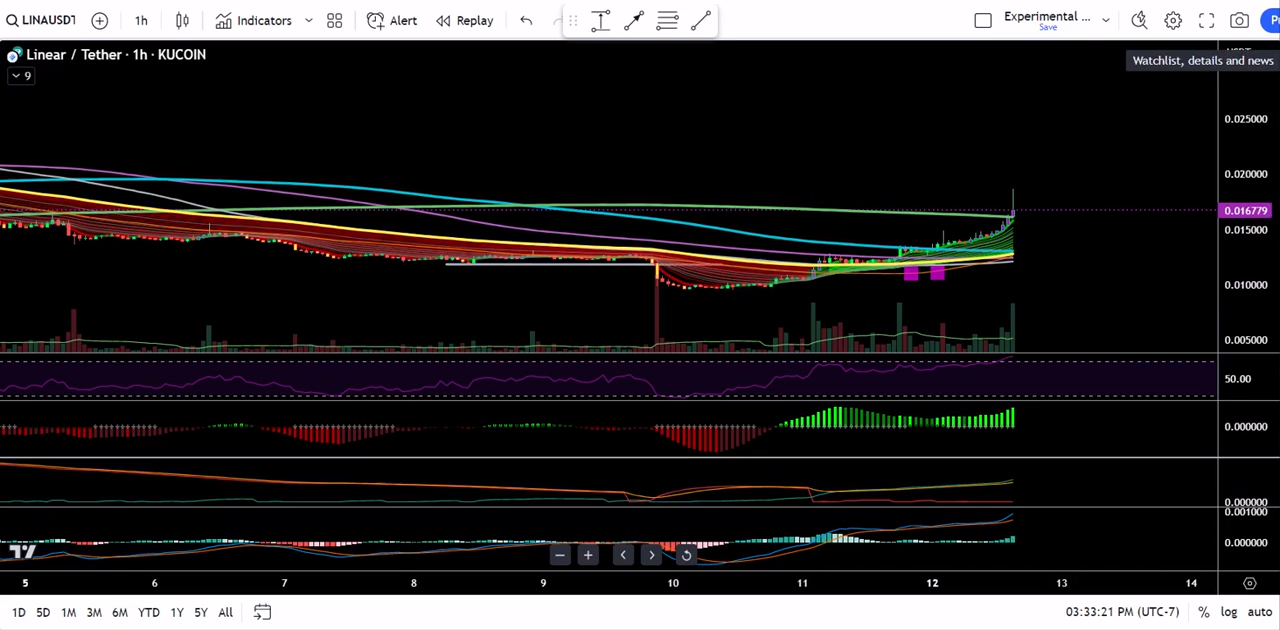 LINAUSDT 1h Indicators Alert Replay Experimental ...
Save
Linear / Tether · 1h · KUCOIN
Watchlist, details and news
9
0.025000
0.020000
0.016779
0.015000
0.010000
0.005000
50.00
0.000000
0.000000
0.001000
0.000000
5 6 7 8 9 10 11 12 13 14
1D 5D 1M 3M 6M YTD 1Y 5Y All 03:33:21 PM (UTC-7) % log auto